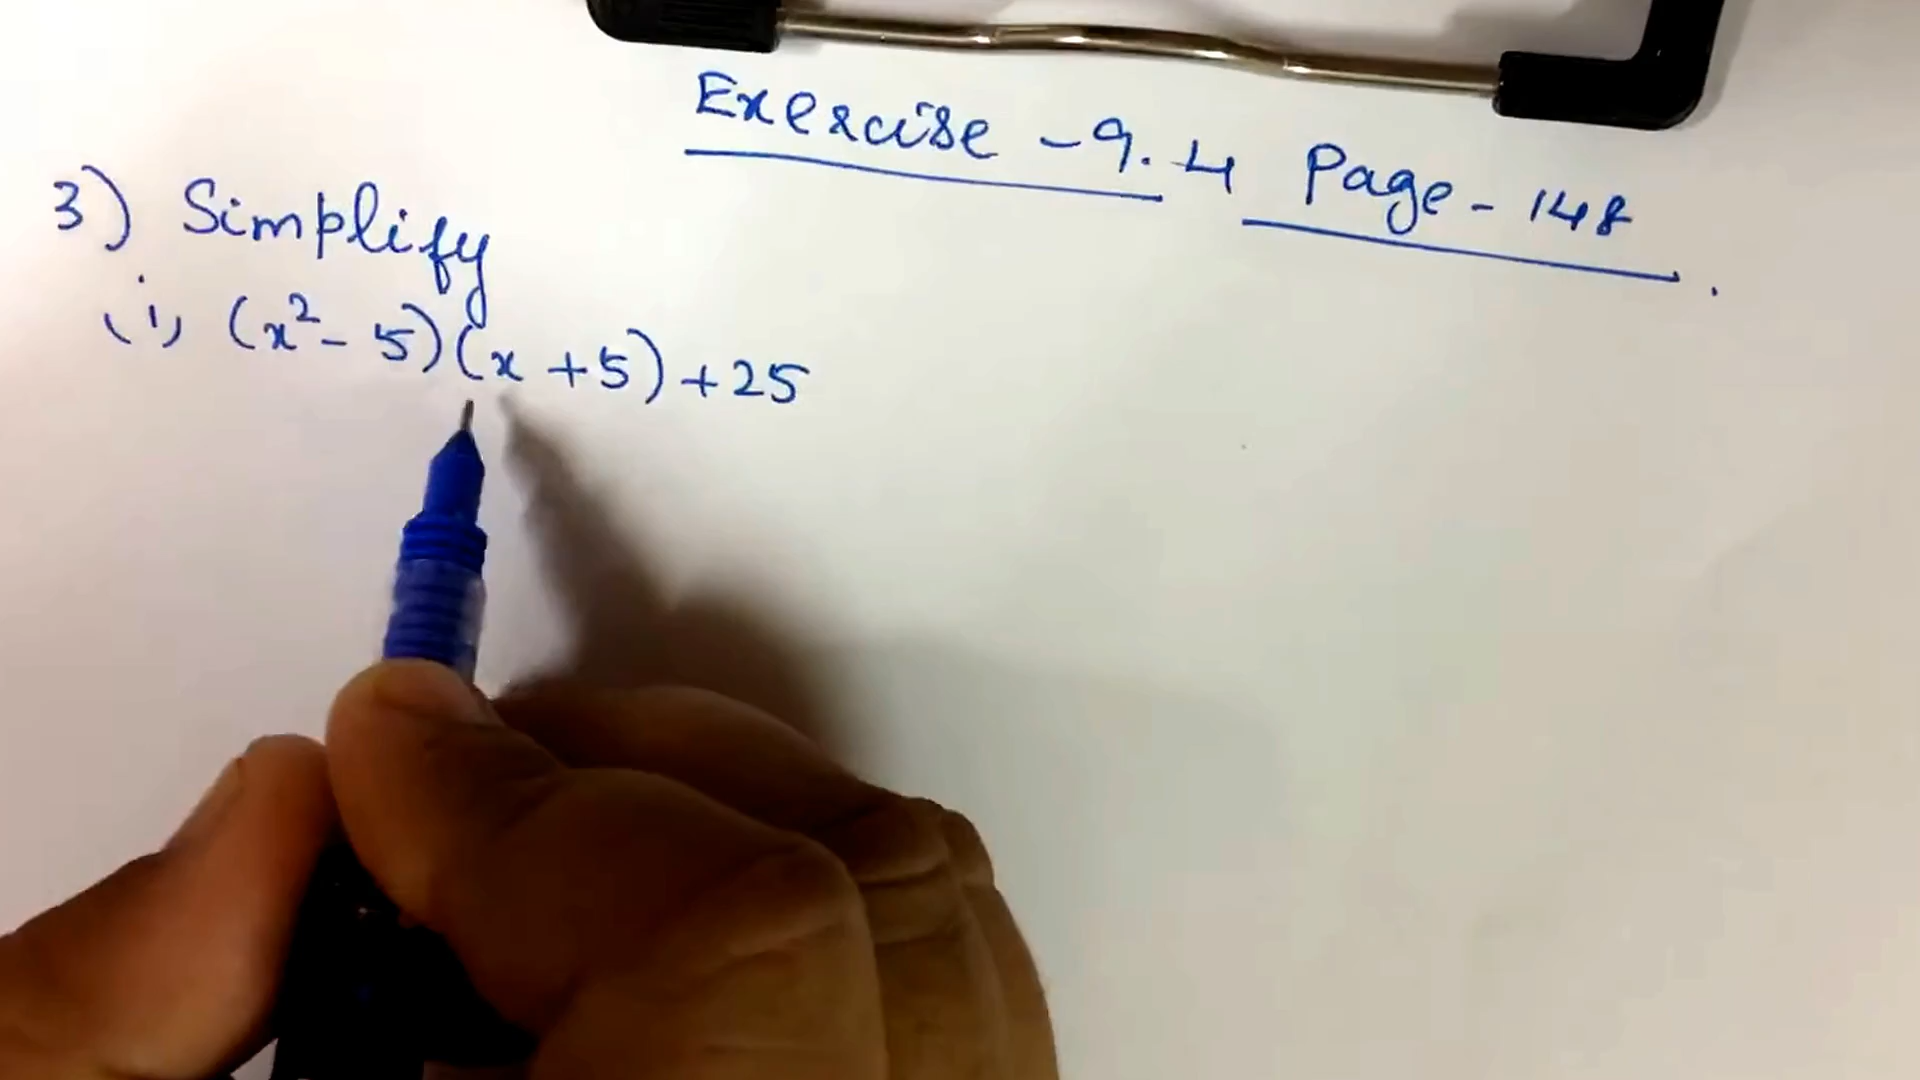 Exercise - 9.4 Page - 148.
3) Simplify
(i) (x² - 5)(x + 5) + 25